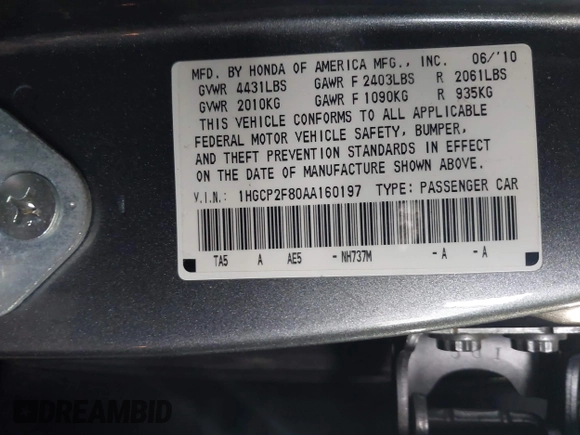 MFD. BY HONDA OF AMERICA MFG., INC. 06/'10
GVWR 4431LBS GAWR F 2403LBS R 2061LBS
GVWR 2010KG GAWR F 1090KG R 935KG
THIS VEHICLE CONFORMS TO ALL APPLICABLE
FEDERAL MOTOR VEHICLE SAFETY, BUMPER,
AND THEFT PREVENTION STANDARDS IN EFFECT
ON THE DATE OF MANUFACTURE SHOWN ABOVE.
V.I.N.: 1HGCP2F80AA160197 TYPE: PASSENGER CAR
TA5 A AE5 - NH737M - A - A
DREAMBID